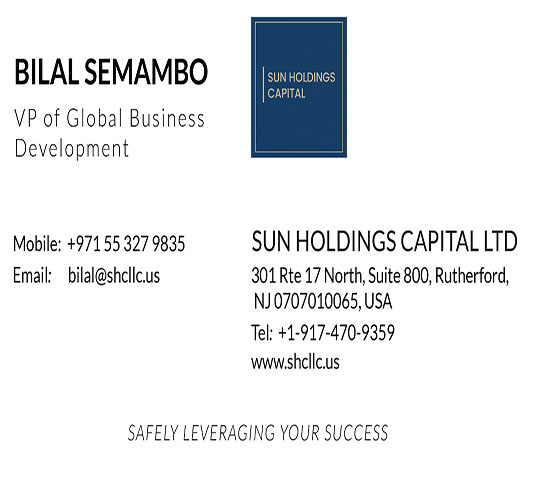 BILAL SEMAMBO
VP of Global Business
Development
SUN HOLDINGS
CAPITAL
Mobile: +971 55 327 9835
Email: bilal@shcllc.us
SUN HOLDINGS CAPITAL LTD
301 Rte 17 North, Suite 800, Rutherford,
NJ 0707010065, USA
Tel: +1-917-470-9359
www.shcllc.us
SAFELY LEVERAGING YOUR SUCCESS